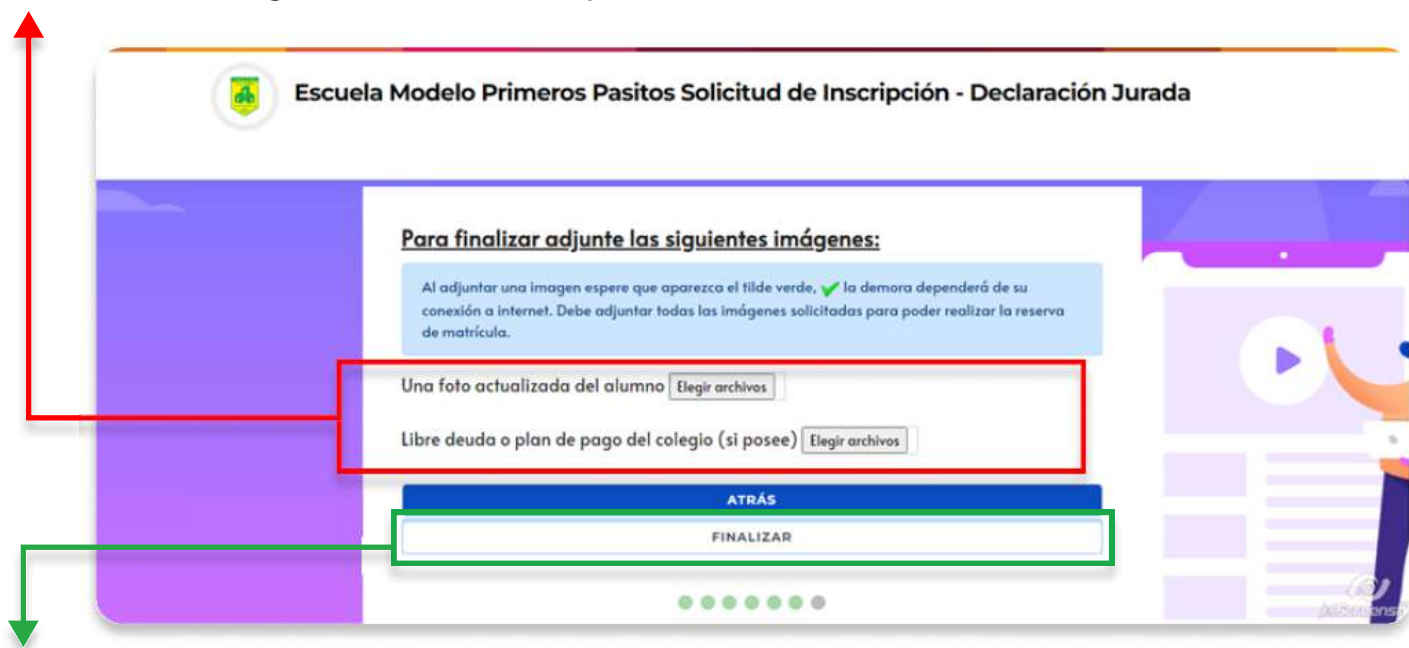 Escuela Modelo Primeros Pasitos Solicitud de Inscripción - Declaración Jurada
Para finalizar adjunte las siguientes imágenes:
Al adjuntar una imagen espere que aparezca el tilde verde, ✔ la demora dependerá de su
conexión a internet. Debe adjuntar todas las imágenes solicitadas para poder realizar la reserva
de matrícula.
Una foto actualizada del alumno Elegir archivos
Libre deuda o plan de pago del colegio (si posee) Elegir archivos
ATRÁS
FINALIZAR